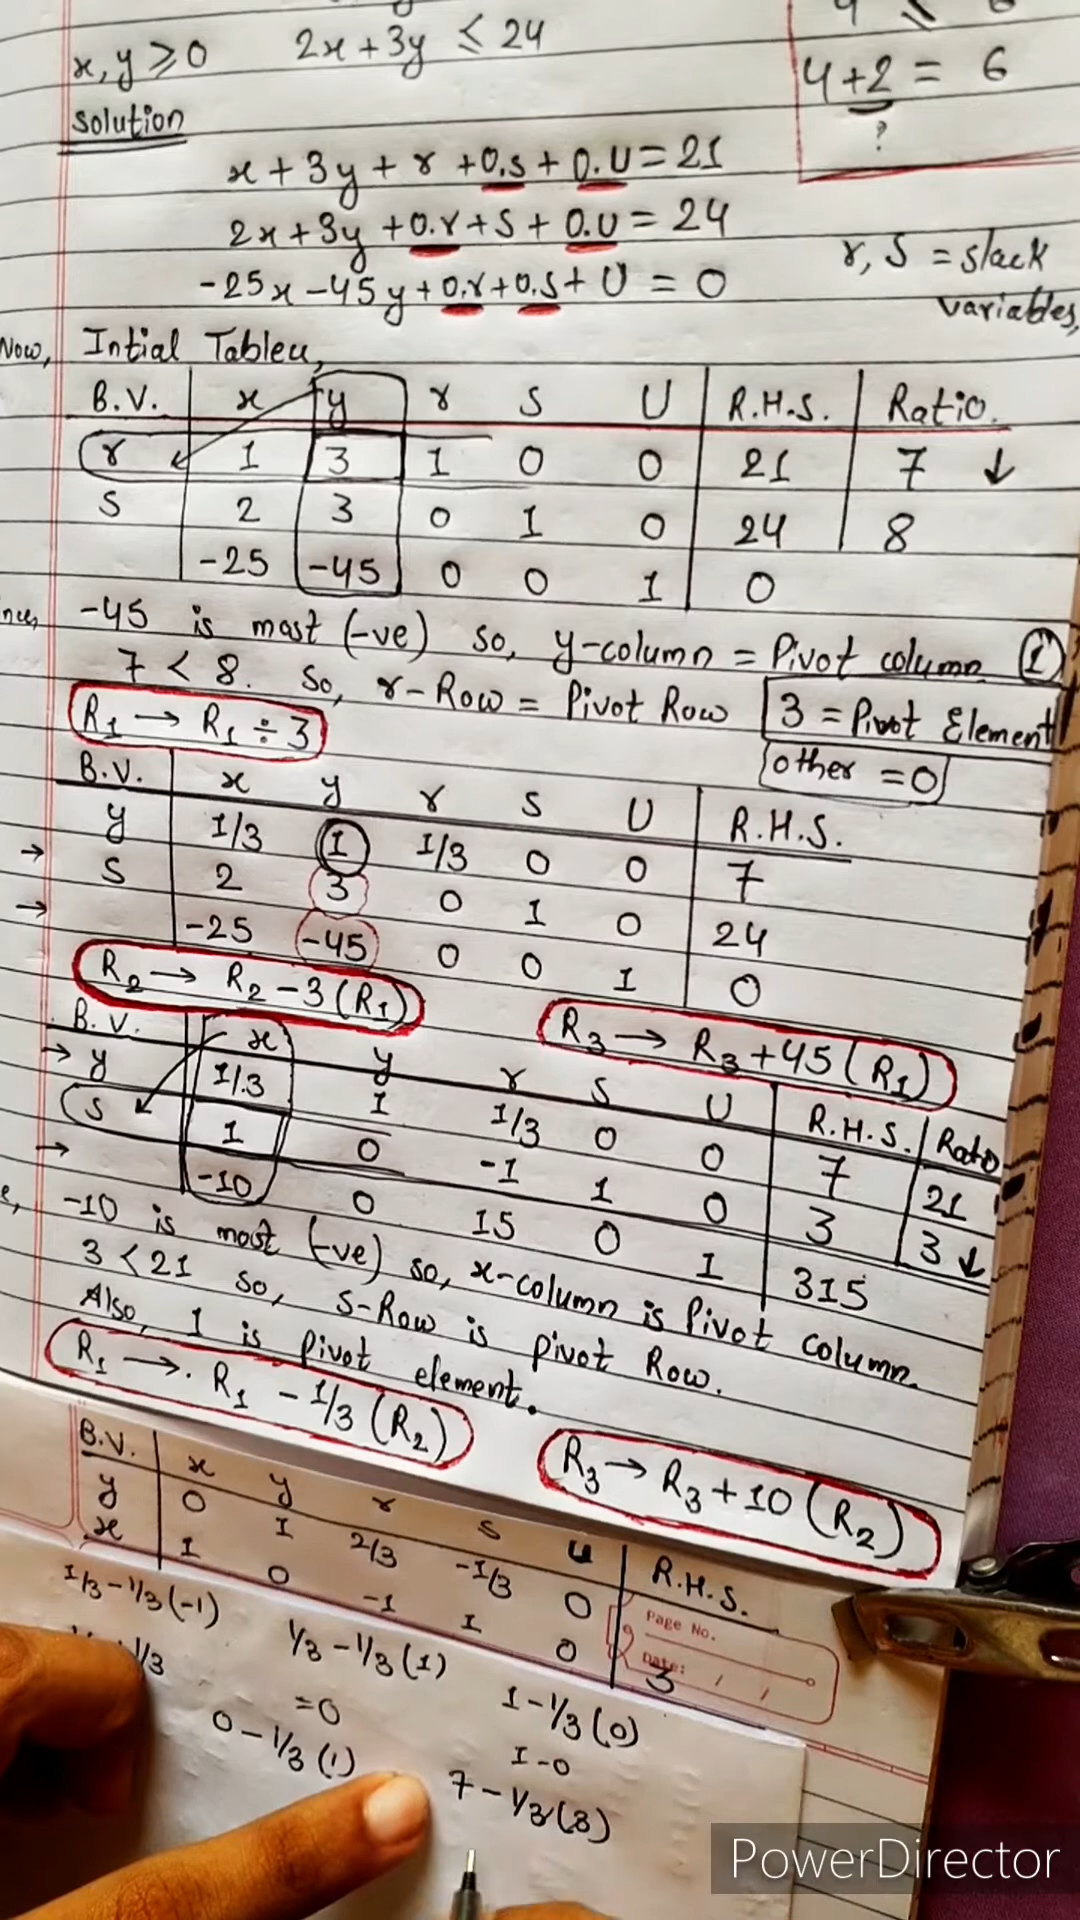 4 ≤ 6
x, y ≥ 0 2x + 3y ≤ 24
4 + 2 = 6
?
Solution
x + 3y + r + 0.s + 0.U = 21
2x + 3y + 0.r + S + 0.U = 24
-25x - 45y + 0.r + 0.s + U = 0
r, S = slack
variables,
Now, Intial Tableu,
B.V. x y r S U R.H.S. Ratio.
r 1 3 1 0 0 21 7 ↓
S 2 3 0 1 0 24 8
-25 -45 0 0 1 0
-45 is most (-ve) so, y-column = Pivot column
1
7 < 8. So, r-Row = Pivot Row
3 = Pivot Element
other = 0
R1 → R1 ÷ 3
B.V. x y r S U R.H.S.
y 1/3 1 1/3 0 0 7
→ S 2 3 0 1 0 24
→ -25 -45 0 0 1 0
R2 → R2 - 3 (R1)
R3 → R3 + 45 (R1)
B.V. x y r S U R.H.S. Ratio
→ y 1/3 1 1/3 0 0 7 21
S 1 0 -1 1 0 3 3 ↓
→ -10 0 15 0 1 315
-10 is most (-ve) so, x-column is Pivot column.
3 < 21 so, S-Row is pivot Row.
Also, 1 is pivot element.
R1 →. R1 - 1/3 (R2)
R3 → R3 + 10 (R2)
B.V. x y r s u R.H.S.
y 0 1 2/3 -1/3 0
x 1 0 -1 1 0 3
Page No.
Date: / /
1/3 - 1/3 (-1)
1/3 - 1/3 (1)
1 - 1/3 (0)
1/3
= 0
1 - 0
0 - 1/3 (1)
7 - 1/3 (3)
PowerDirector